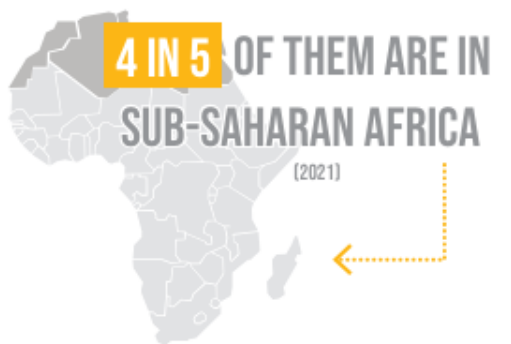 4 IN 5 OF THEM ARE IN
SUB-SAHARAN AFRICA
(2021)